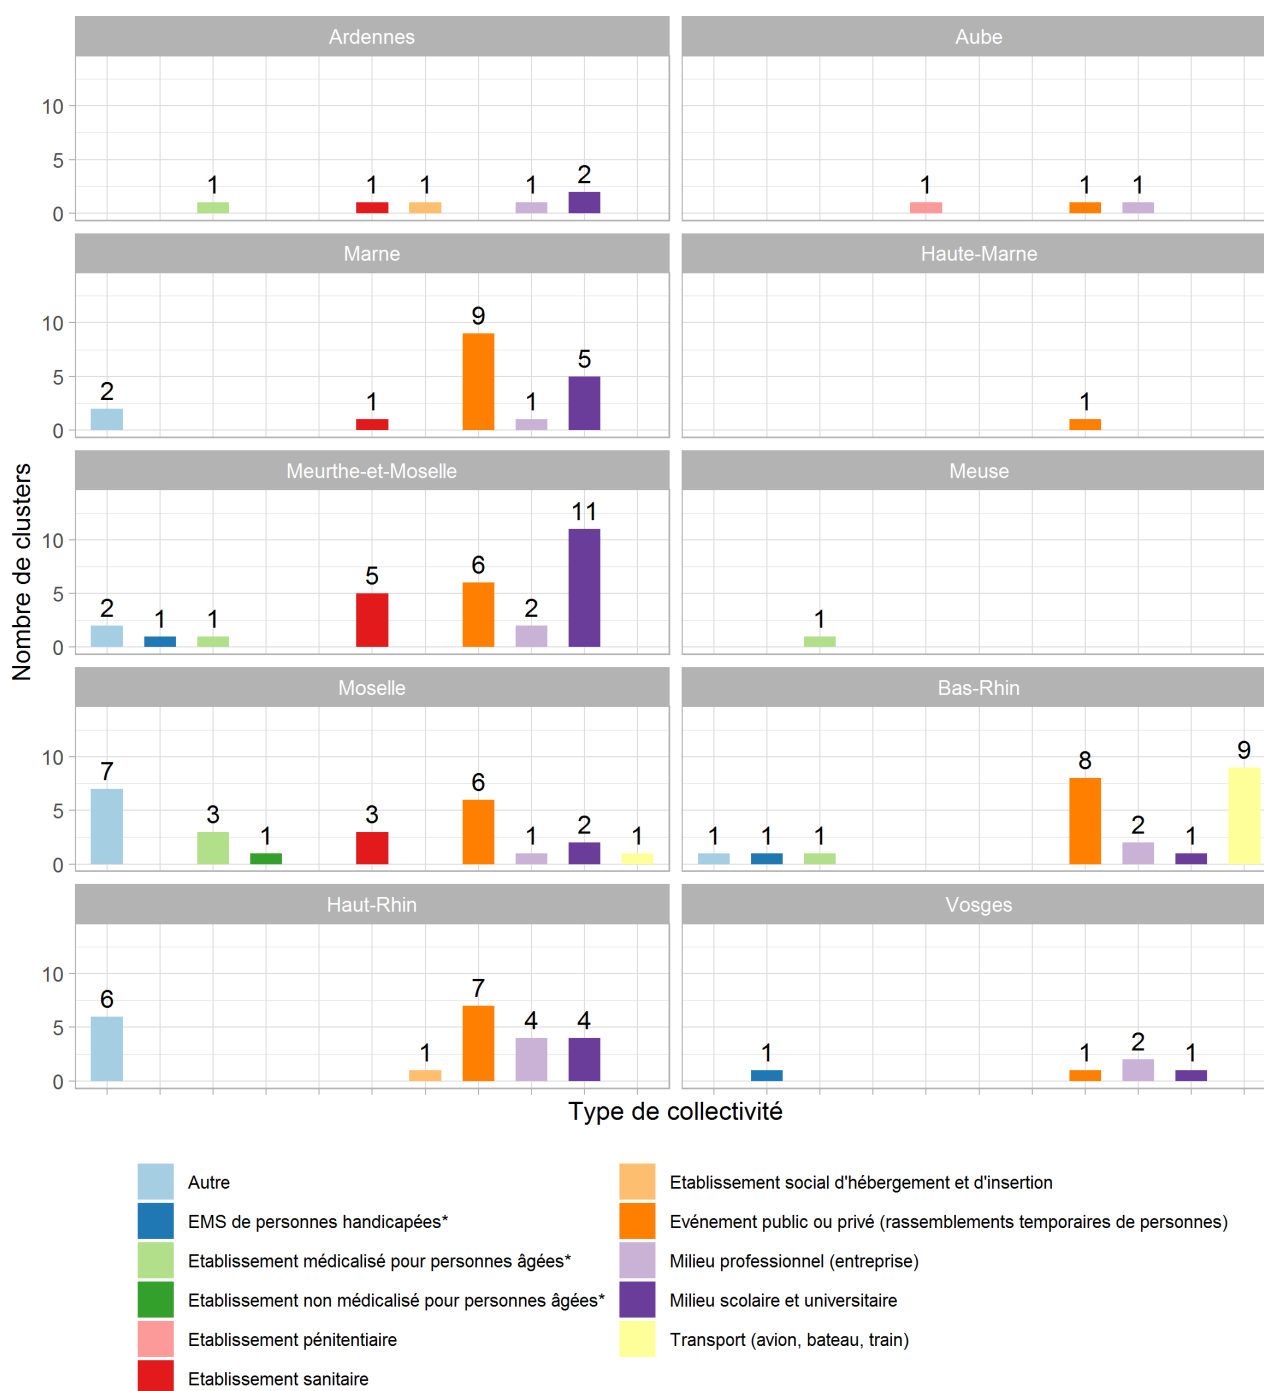 Ardennes
Aube
10
5
0
1
1
1
1
2
1
1
1
Marne
Haute-Marne
10
5
0
2
1
9
1
5
1
Meurthe-et-Moselle
Meuse
10
5
0
2
1
1
5
6
2
11
1
Moselle
Bas-Rhin
10
5
0
7
3
1
3
6
1
2
1
1
1
1
8
2
1
9
Haut-Rhin
Vosges
10
5
0
6
1
7
4
4
1
1
2
1
Nombre de clusters
Type de collectivité
Autre
EMS de personnes handicapées*
Etablissement médicalisé pour personnes âgées*
Etablissement non médicalisé pour personnes âgées*
Etablissement pénitentiaire
Etablissement sanitaire
Etablissement social d'hébergement et d'insertion
Evénement public ou privé (rassemblements temporaires de personnes)
Milieu professionnel (entreprise)
Milieu scolaire et universitaire
Transport (avion, bateau, train)